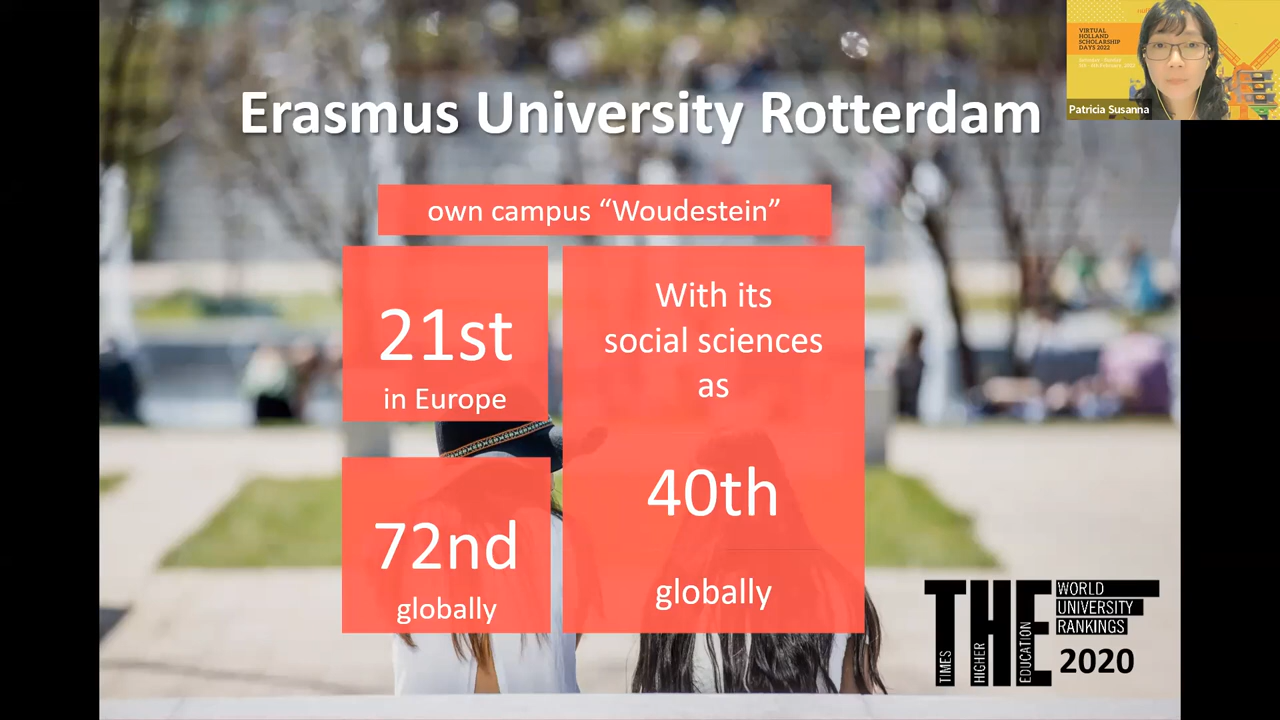 Erasmus University Rotterdam
own campus “Woudestein”
21st
in Europe
72nd
globally
With its
social sciences
as
40th
globally
TIMES
HIGHER
EDUCATION
THE
WORLD
UNIVERSITY
RANKINGS
2020
VIRTUAL
HOLLAND
SCHOLARSHIP
DAYS 2022
Patricia Susanna